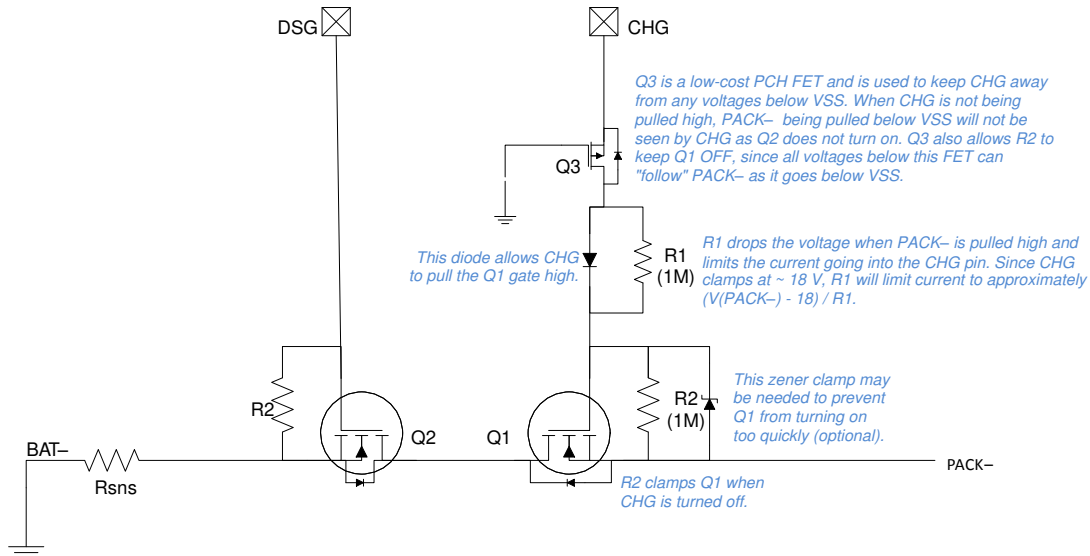 DSG
CHG
Q3 is a low-cost PCH FET and is used to keep CHG away
from any voltages below VSS. When CHG is not being
pulled high, PACK– being pulled below VSS will not be
seen by CHG as Q2 does not turn on. Q3 also allows R2 to
keep Q1 OFF, since all voltages below this FET can
"follow" PACK– as it goes below VSS.
Q3
This diode allows CHG
to pull the Q1 gate high.
R1
(1M)
R1 drops the voltage when PACK– is pulled high and
limits the current going into the CHG pin. Since CHG
clamps at ~ 18 V, R1 will limit current to approximately
(V(PACK–) - 18) / R1.
R2
Q2
Q1
R2
(1M)
This zener clamp may
be needed to prevent
Q1 from turning on
too quickly (optional).
BAT–
Rsns
PACK–
R2 clamps Q1 when
CHG is turned off.